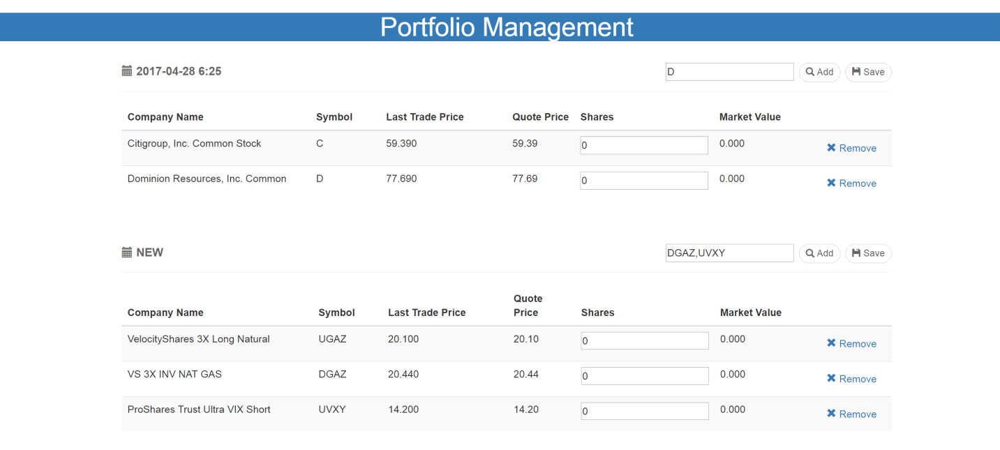 Portfolio Management
2017-04-28 6:25 D Add Save
Company Name Symbol Last Trade Price Quote Price Shares Market Value
Citigroup, Inc. Common Stock C 59.390 59.39 0 0.000 Remove
Dominion Resources, Inc. Common D 77.690 77.69 0 0.000 Remove
NEW DGAZ,UVXY Add Save
Company Name Symbol Last Trade Price Quote Price Shares Market Value
VelocityShares 3X Long Natural UGAZ 20.100 20.10 0 0.000 Remove
VS 3X INV NAT GAS DGAZ 20.440 20.44 0 0.000 Remove
ProShares Trust Ultra VIX Short UVXY 14.200 14.20 0 0.000 Remove